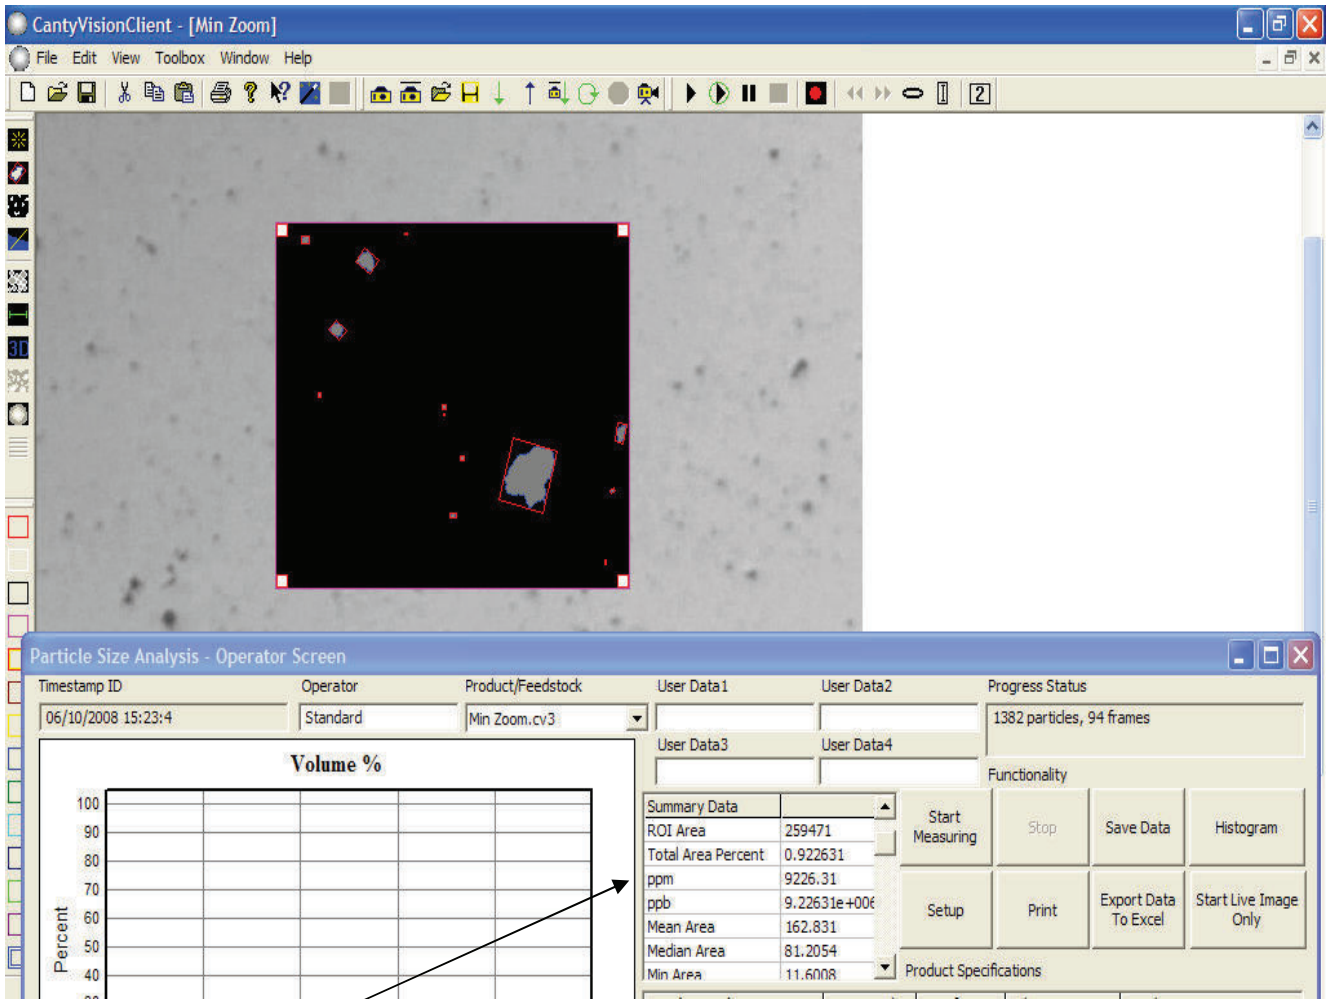 CantyVisionClient - [Min Zoom]
File Edit View Toolbox Window Help
2
3D
Particle Size Analysis - Operator Screen
Timestamp ID Operator Product/Feedstock User Data1 User Data2 Progress Status
06/10/2008 15:23:4 Standard Min Zoom.cv3 1382 particles, 94 frames
User Data3 User Data4
Functionality
Volume %
Percent
100
90
80
70
60
50
40
Summary Data
ROI Area 259471
Total Area Percent 0.922631
ppm 9226.31
ppb 9.22631e+006
Mean Area 162.831
Median Area 81.2054
Min Area 11.6008
Start Measuring Stop Save Data Histogram
Setup Print Export Data To Excel Start Live Image Only
Product Specifications